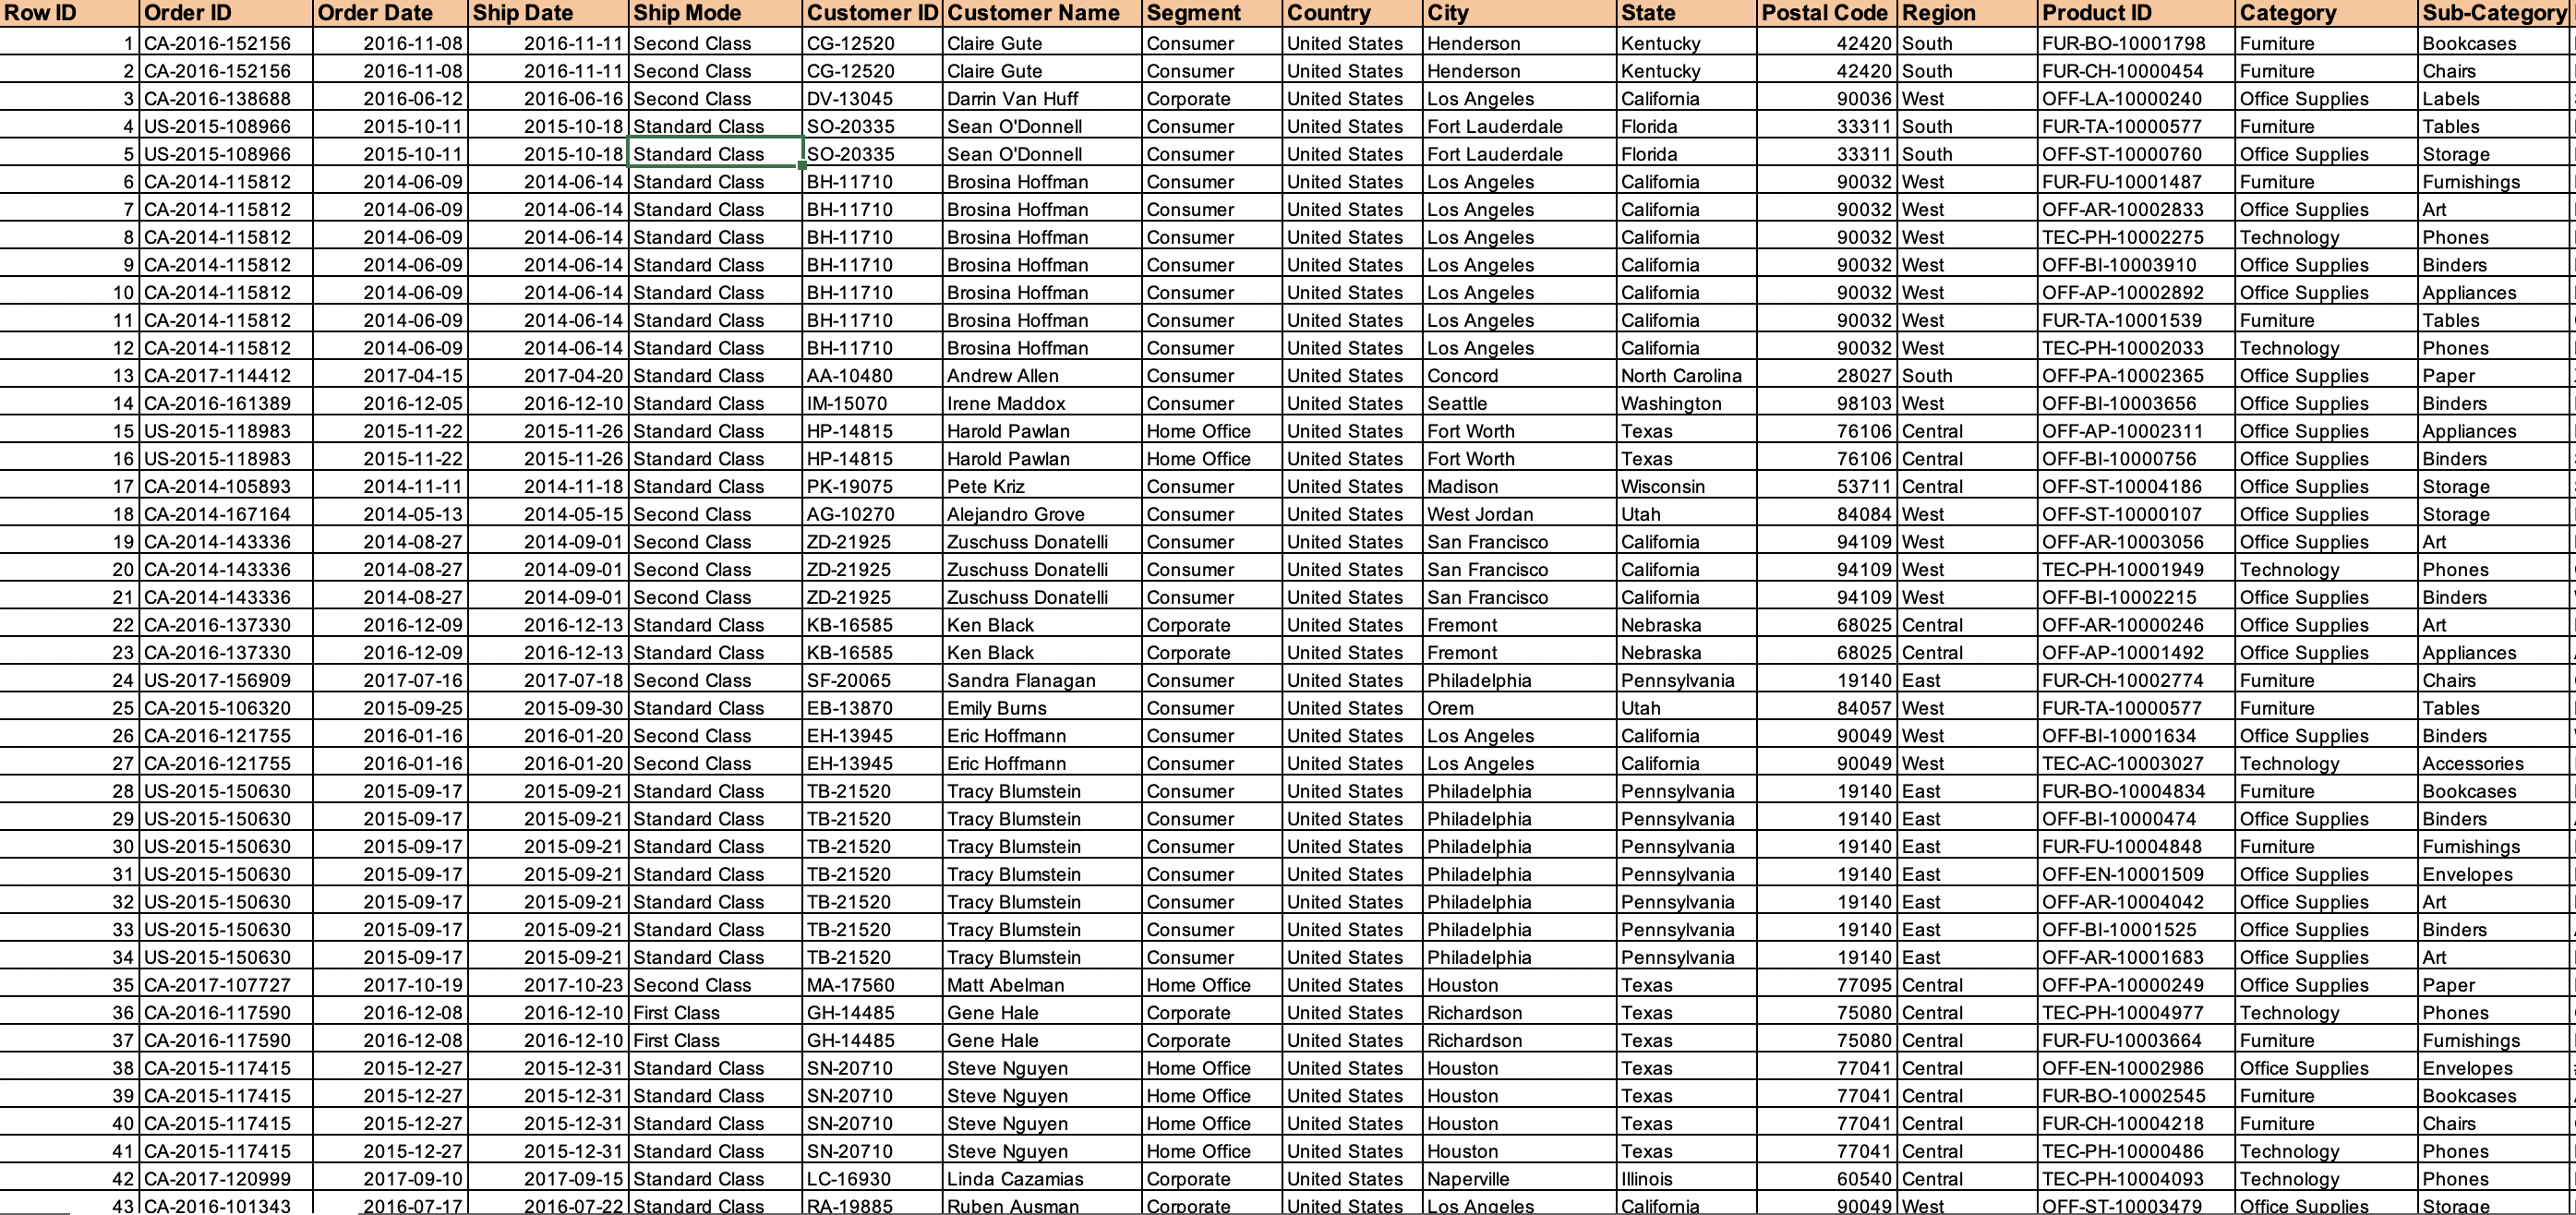 Row ID Order ID Order Date Ship Date Ship Mode Customer ID Customer Name Segment Country City State Postal Code Region Product ID Category Sub-Category
1 CA-2016-152156 2016-11-08 2016-11-11 Second Class CG-12520 Claire Gute Consumer United States Henderson Kentucky 42420 South FUR-BO-10001798 Furniture Bookcases
2 CA-2016-152156 2016-11-08 2016-11-11 Second Class CG-12520 Claire Gute Consumer United States Henderson Kentucky 42420 South FUR-CH-10000454 Furniture Chairs
3 CA-2016-138688 2016-06-12 2016-06-16 Second Class DV-13045 Darrin Van Huff Corporate United States Los Angeles California 90036 West OFF-LA-10000240 Office Supplies Labels
4 US-2015-108966 2015-10-11 2015-10-18 Standard Class SO-20335 Sean O'Donnell Consumer United States Fort Lauderdale Florida 33311 South FUR-TA-10000577 Furniture Tables
5 US-2015-108966 2015-10-11 2015-10-18 Standard Class SO-20335 Sean O'Donnell Consumer United States Fort Lauderdale Florida 33311 South OFF-ST-10000760 Office Supplies Storage
6 CA-2014-115812 2014-06-09 2014-06-14 Standard Class BH-11710 Brosina Hoffman Consumer United States Los Angeles California 90032 West FUR-FU-10001487 Furniture Furnishings
7 CA-2014-115812 2014-06-09 2014-06-14 Standard Class BH-11710 Brosina Hoffman Consumer United States Los Angeles California 90032 West OFF-AR-10002833 Office Supplies Art
8 CA-2014-115812 2014-06-09 2014-06-14 Standard Class BH-11710 Brosina Hoffman Consumer United States Los Angeles California 90032 West TEC-PH-10002275 Technology Phones
9 CA-2014-115812 2014-06-09 2014-06-14 Standard Class BH-11710 Brosina Hoffman Consumer United States Los Angeles California 90032 West OFF-BI-10003910 Office Supplies Binders
10 CA-2014-115812 2014-06-09 2014-06-14 Standard Class BH-11710 Brosina Hoffman Consumer United States Los Angeles California 90032 West OFF-AP-10002892 Office Supplies Appliances
11 CA-2014-115812 2014-06-09 2014-06-14 Standard Class BH-11710 Brosina Hoffman Consumer United States Los Angeles California 90032 West FUR-TA-10001539 Furniture Tables
12 CA-2014-115812 2014-06-09 2014-06-14 Standard Class BH-11710 Brosina Hoffman Consumer United States Los Angeles California 90032 West TEC-PH-10002033 Technology Phones
13 CA-2017-114412 2017-04-15 2017-04-20 Standard Class AA-10480 Andrew Allen Consumer United States Concord North Carolina 28027 South OFF-PA-10002365 Office Supplies Paper
14 CA-2016-161389 2016-12-05 2016-12-10 Standard Class IM-15070 Irene Maddox Consumer United States Seattle Washington 98103 West OFF-BI-10003656 Office Supplies Binders
15 US-2015-118983 2015-11-22 2015-11-26 Standard Class HP-14815 Harold Pawlan Home Office United States Fort Worth Texas 76106 Central OFF-AP-10002311 Office Supplies Appliances
16 US-2015-118983 2015-11-22 2015-11-26 Standard Class HP-14815 Harold Pawlan Home Office United States Fort Worth Texas 76106 Central OFF-BI-10000756 Office Supplies Binders
17 CA-2014-105893 2014-11-11 2014-11-18 Standard Class PK-19075 Pete Kriz Consumer United States Madison Wisconsin 53711 Central OFF-ST-10004186 Office Supplies Storage
18 CA-2014-167164 2014-05-13 2014-05-15 Second Class AG-10270 Alejandro Grove Consumer United States West Jordan Utah 84084 West OFF-ST-10000107 Office Supplies Storage
19 CA-2014-143336 2014-08-27 2014-09-01 Second Class ZD-21925 Zuschuss Donatelli Consumer United States San Francisco California 94109 West OFF-AR-10003056 Office Supplies Art
20 CA-2014-143336 2014-08-27 2014-09-01 Second Class ZD-21925 Zuschuss Donatelli Consumer United States San Francisco California 94109 West TEC-PH-10001949 Technology Phones
21 CA-2014-143336 2014-08-27 2014-09-01 Second Class ZD-21925 Zuschuss Donatelli Consumer United States San Francisco California 94109 West OFF-BI-10002215 Office Supplies Binders
22 CA-2016-137330 2016-12-09 2016-12-13 Standard Class KB-16585 Ken Black Corporate United States Fremont Nebraska 68025 Central OFF-AR-10000246 Office Supplies Art
23 CA-2016-137330 2016-12-09 2016-12-13 Standard Class KB-16585 Ken Black Corporate United States Fremont Nebraska 68025 Central OFF-AP-10001492 Office Supplies Appliances
24 US-2017-156909 2017-07-16 2017-07-18 Second Class SF-20065 Sandra Flanagan Consumer United States Philadelphia Pennsylvania 19140 East FUR-CH-10002774 Furniture Chairs
25 CA-2015-106320 2015-09-25 2015-09-30 Standard Class EB-13870 Emily Burns Consumer United States Orem Utah 84057 West FUR-TA-10000577 Furniture Tables
26 CA-2016-121755 2016-01-16 2016-01-20 Second Class EH-13945 Eric Hoffmann Consumer United States Los Angeles California 90049 West OFF-BI-10001634 Office Supplies Binders
27 CA-2016-121755 2016-01-16 2016-01-20 Second Class EH-13945 Eric Hoffmann Consumer United States Los Angeles California 90049 West TEC-AC-10003027 Technology Accessories
28 US-2015-150630 2015-09-17 2015-09-21 Standard Class TB-21520 Tracy Blumstein Consumer United States Philadelphia Pennsylvania 19140 East FUR-BO-10004834 Furniture Bookcases
29 US-2015-150630 2015-09-17 2015-09-21 Standard Class TB-21520 Tracy Blumstein Consumer United States Philadelphia Pennsylvania 19140 East OFF-BI-10000474 Office Supplies Binders
30 US-2015-150630 2015-09-17 2015-09-21 Standard Class TB-21520 Tracy Blumstein Consumer United States Philadelphia Pennsylvania 19140 East FUR-FU-10004848 Furniture Furnishings
31 US-2015-150630 2015-09-17 2015-09-21 Standard Class TB-21520 Tracy Blumstein Consumer United States Philadelphia Pennsylvania 19140 East OFF-EN-10001509 Office Supplies Envelopes
32 US-2015-150630 2015-09-17 2015-09-21 Standard Class TB-21520 Tracy Blumstein Consumer United States Philadelphia Pennsylvania 19140 East OFF-AR-10004042 Office Supplies Art
33 US-2015-150630 2015-09-17 2015-09-21 Standard Class TB-21520 Tracy Blumstein Consumer United States Philadelphia Pennsylvania 19140 East OFF-BI-10001525 Office Supplies Binders
34 US-2015-150630 2015-09-17 2015-09-21 Standard Class TB-21520 Tracy Blumstein Consumer United States Philadelphia Pennsylvania 19140 East OFF-AR-10001683 Office Supplies Art
35 CA-2017-107727 2017-10-19 2017-10-23 Second Class MA-17560 Matt Abelman Home Office United States Houston Texas 77095 Central OFF-PA-10000249 Office Supplies Paper
36 CA-2016-117590 2016-12-08 2016-12-10 First Class GH-14485 Gene Hale Corporate United States Richardson Texas 75080 Central TEC-PH-10004977 Technology Phones
37 CA-2016-117590 2016-12-08 2016-12-10 First Class GH-14485 Gene Hale Corporate United States Richardson Texas 75080 Central FUR-FU-10003664 Furniture Furnishings
38 CA-2015-117415 2015-12-27 2015-12-31 Standard Class SN-20710 Steve Nguyen Home Office United States Houston Texas 77041 Central OFF-EN-10002986 Office Supplies Envelopes
39 CA-2015-117415 2015-12-27 2015-12-31 Standard Class SN-20710 Steve Nguyen Home Office United States Houston Texas 77041 Central FUR-BO-10002545 Furniture Bookcases
40 CA-2015-117415 2015-12-27 2015-12-31 Standard Class SN-20710 Steve Nguyen Home Office United States Houston Texas 77041 Central FUR-CH-10004218 Furniture Chairs
41 CA-2015-117415 2015-12-27 2015-12-31 Standard Class SN-20710 Steve Nguyen Home Office United States Houston Texas 77041 Central TEC-PH-10000486 Technology Phones
42 CA-2017-120999 2017-09-10 2017-09-15 Standard Class LC-16930 Linda Cazamias Corporate United States Naperville Illinois 60540 Central TEC-PH-10004093 Technology Phones
43 CA-2016-101343 2016-07-17 2016-07-22 Standard Class RA-19885 Ruben Ausman Corporate United States Los Angeles California 90049 West OFF-ST-10003479 Office Supplies Storage